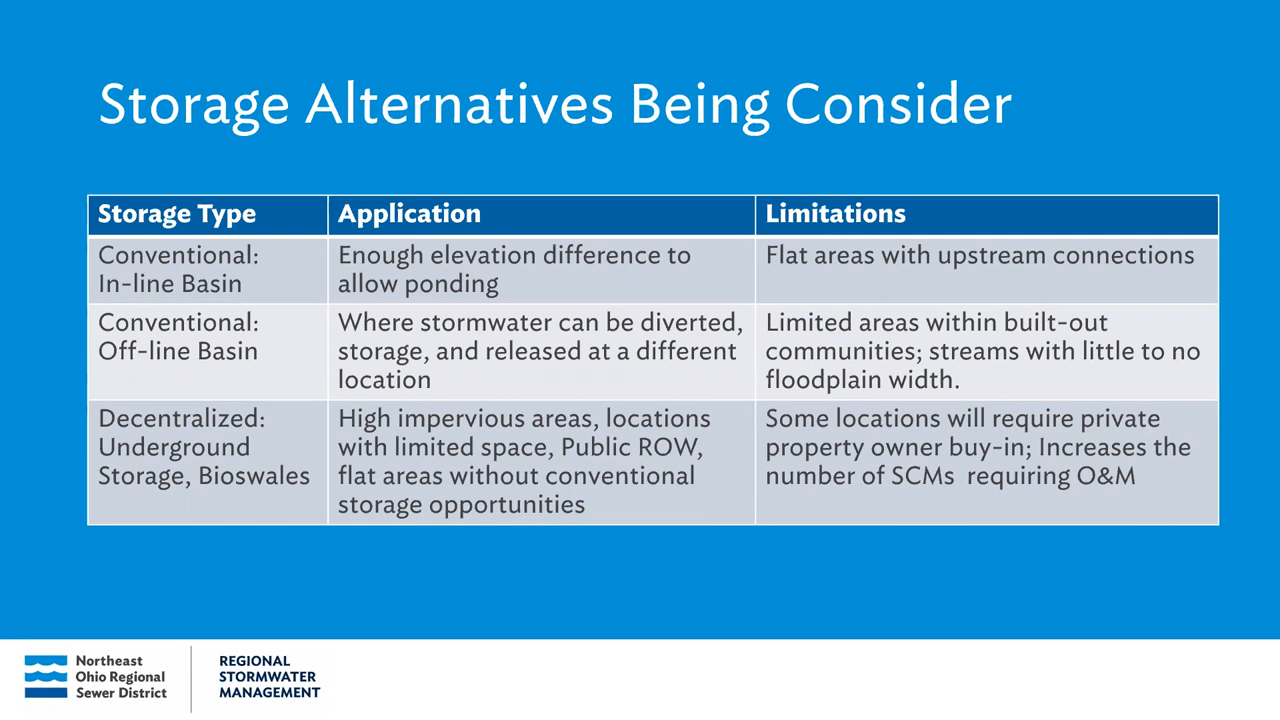 Storage Alternatives Being Consider
Storage Type
Application
Limitations
Conventional:
In-line Basin
Enough elevation difference to
allow ponding
Flat areas with upstream connections
Conventional:
Off-line Basin
Where stormwater can be diverted,
storage, and released at a different
location
Limited areas within built-out
communities; streams with little to no
floodplain width.
Decentralized:
Underground
Storage, Bioswales
High impervious areas, locations
with limited space, Public ROW,
flat areas without conventional
storage opportunities
Some locations will require private
property owner buy-in; Increases the
number of SCMs  requiring O&M
Northeast
Ohio Regional
Sewer District
REGIONAL
STORMWATER
MANAGEMENT